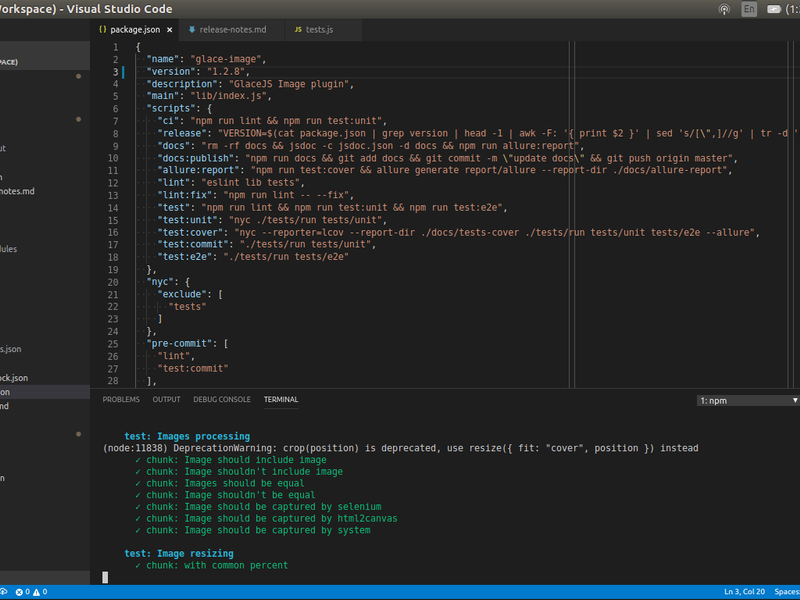 orkspace) - Visual Studio Code
En
(1:
package.json × release-notes.md JS tests.js
PACE)
ut
notes.md
dules
s.json
ock.json
on
md
1 {
2 "name": "glace-image",
3 "version": "1.2.8",
4 "description": "GlaceJS Image plugin",
5 "main": "lib/index.js",
6 "scripts": {
7 "ci": "npm run lint && npm run test:unit",
8 "release": "VERSION=$(cat package.json | grep version | head -1 | awk -F: '{ print $2 }' | sed 's/[\",]//g' | tr -d '
9 "docs": "rm -rf docs && jsdoc -c jsdoc.json -d docs && npm run allure:report",
10 "docs:publish": "npm run docs && git add docs && git commit -m \"update docs\" && git push origin master",
11 "allure:report": "npm run test:cover && allure generate report/allure --report-dir ./docs/allure-report",
12 "lint": "eslint lib tests",
13 "lint:fix": "npm run lint -- --fix",
14 "test": "npm run lint && npm run test:unit && npm run test:e2e",
15 "test:unit": "nyc ./tests/run tests/unit",
16 "test:cover": "nyc --reporter=lcov --report-dir ./docs/tests-cover ./tests/run tests/unit tests/e2e --allure",
17 "test:commit": "./tests/run tests/unit",
18 "test:e2e": "./tests/run tests/e2e"
19 },
20 "nyc": {
21 "exclude": [
22 "tests"
23 ]
24 },
25 "pre-commit": [
26 "lint",
27 "test:commit"
28 ],
PROBLEMS OUTPUT DEBUG CONSOLE TERMINAL 1: npm
test: Images processing
(node:11838) DeprecationWarning: crop(position) is deprecated, use resize({ fit: "cover", position }) instead
✓ chunk: Image should include image
✓ chunk: Image shouldn't include image
✓ chunk: Images should be equal
✓ chunk: Image shouldn't be equal
✓ chunk: Image should be captured by selenium
✓ chunk: Image should be captured by html2canvas
✓ chunk: Image should be captured by system
test: Image resizing
✓ chunk: with common percent
0 0 Ln 3, Col 20 Spaces: